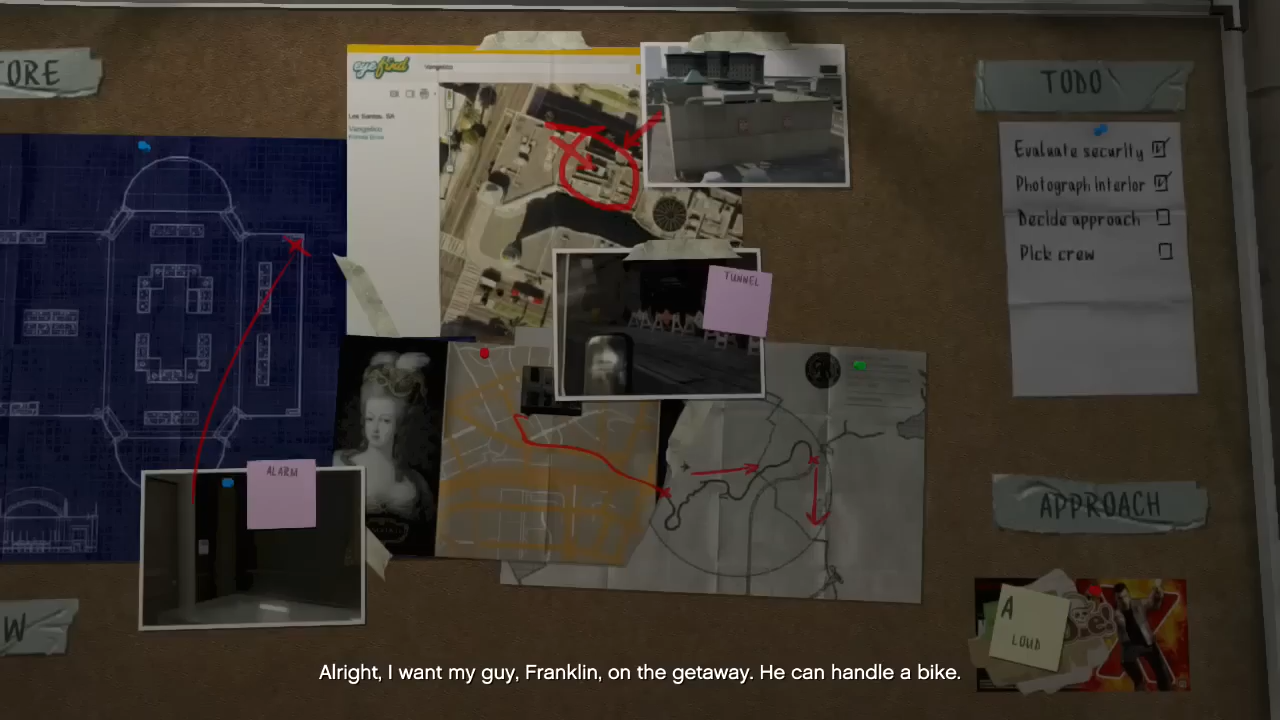 ORE
eyefind
Vangelico
Los Santos, SA
Vangelico
TODO
Evaluate security
Photograph Interior
Decide approach
Pick crew
TUNNEL
ALARM
APPROACH
W
A
LOUD
Alright, I want my guy, Franklin, on the getaway. He can handle a bike.